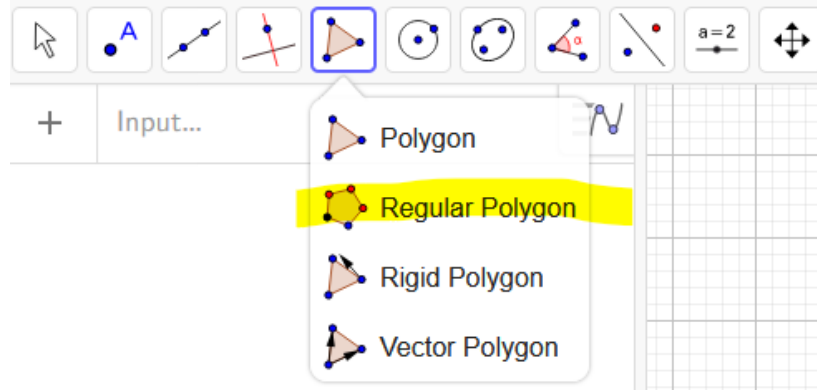 A
α
a=2
+
Input...
Polygon
Regular Polygon
Rigid Polygon
Vector Polygon